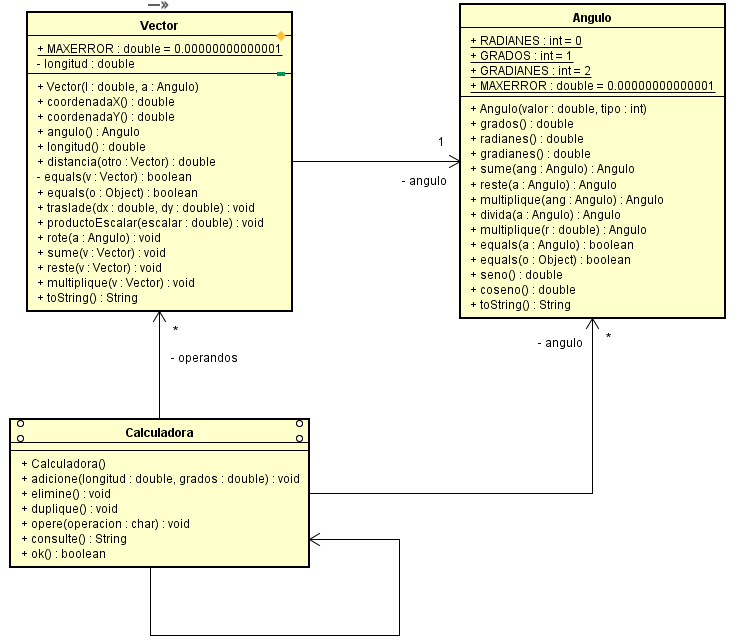 Vector
+ MAXERROR : double = 0.00000000000001
- longitud : double
+ Vector(l : double, a : Angulo)
+ coordenadaX() : double
+ coordenadaY() : double
+ angulo() : Angulo
+ longitud() : double
+ distancia(otro : Vector) : double
- equals(v : Vector) : boolean
+ equals(o : Object) : boolean
+ traslade(dx : double, dy : double) : void
+ productoEscalar(escalar : double) : void
+ rote(a : Angulo) : void
+ sume(v : Vector) : void
+ reste(v : Vector) : void
+ multiplique(v : Vector) : void
+ toString() : String
1
- angulo
Angulo
+ RADIANES : int = 0
+ GRADOS : int = 1
+ GRADIANES : int = 2
+ MAXERROR : double = 0.00000000000001
+ Angulo(valor : double, tipo : int)
+ grados() : double
+ radianes() : double
+ gradianes() : double
+ sume(ang : Angulo) : Angulo
+ reste(a : Angulo) : Angulo
+ multiplique(ang : Angulo) : Angulo
+ divida(a : Angulo) : Angulo
+ multiplique(r : double) : Angulo
+ equals(a : Angulo) : boolean
+ equals(o : Object) : boolean
+ seno() : double
+ coseno() : double
+ toString() : String
*
- operandos
- angulo
*
Calculadora
+ Calculadora()
+ adicione(longitud : double, grados : double) : void
+ elimine() : void
+ duplique() : void
+ opere(operacion : char) : void
+ consulte() : String
+ ok() : boolean